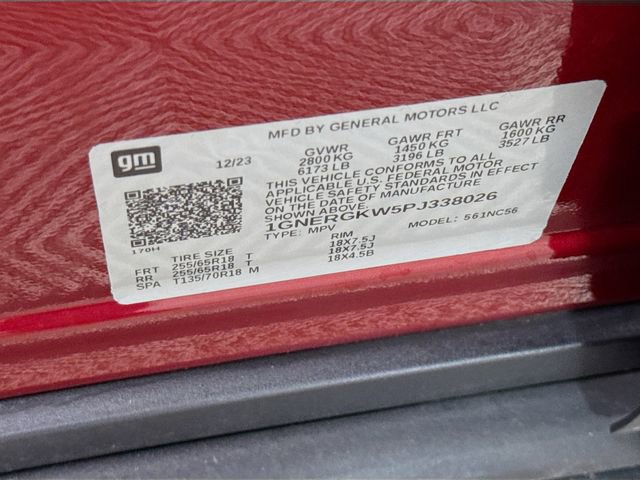 MFD BY GENERAL MOTORS LLC
gm 12/23 GVWR GAWR FRT GAWR RR
2800 KG 1450 KG 1600 KG
6173 LB 3196 LB 3527 LB
THIS VEHICLE CONFORMS TO ALL
APPLICABLE U.S. FEDERAL MOTOR
VEHICLE SAFETY STANDARDS IN EFFECT
ON THE DATE OF MANUFACTURE
SHOWN ABOVE.
1GNERGKW5PJ338026
170H TYPE: MPV MODEL: 561NC56
TIRE SIZE RIM
FRT 255/65R18 T 18X7.5J
RR 255/65R18 T 18X7.5J
SPA T135/70R18 M 18X4.5B